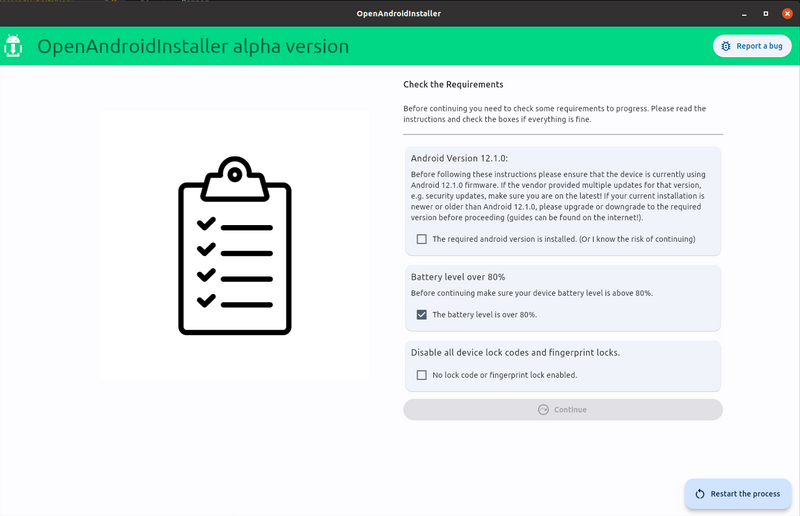 OpenAndroidInstaller
OpenAndroidInstaller alpha version
Report a bug
Check the Requirements
Before continuing you need to check some requirements to progress. Please read the
instructions and check the boxes if everything is fine.
Android Version 12.1.0:
Before following these instructions please ensure that the device is currently using
Android 12.1.0 firmware. If the vendor provided multiple updates for that version,
e.g. security updates, make sure you are on the latest! If your current installation is
newer or older than Android 12.1.0, please upgrade or downgrade to the required
version before proceeding (guides can be found on the internet!).
The required android version is installed. (Or I know the risk of continuing)
Battery level over 80%
Before continuing make sure your device battery level is above 80%.
The battery level is over 80%.
Disable all device lock codes and fingerprint locks.
No lock code or fingerprint lock enabled.
Continue
Restart the process